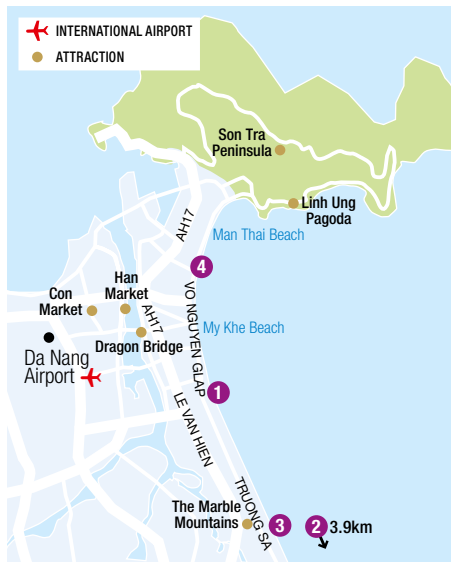 INTERNATIONAL AIRPORT
ATTRACTION
Son Tra
Peninsula
Linh Ung
Pagoda
AH17
Man Thai Beach
4
Han
Market
Con
Market
AH17
VO NGUYEN GLAP
My Khe Beach
Dragon Bridge
Da Nang
Airport
1
LE VAN HIEN
TRUONG SA
The Marble
Mountains
3
2 3.9km